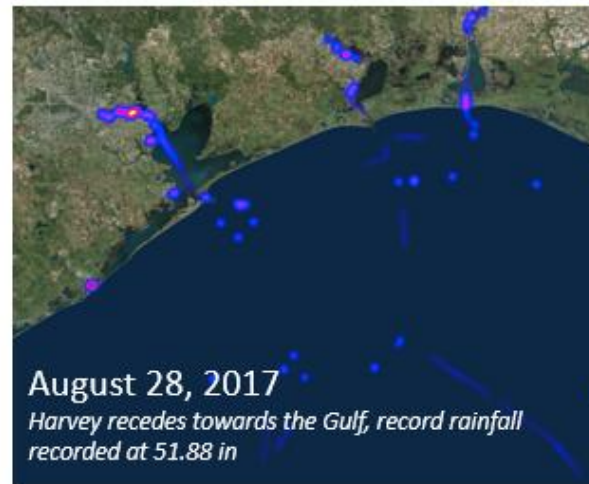 August 28, 2017
Harvey recedes towards the Gulf, record rainfall
recorded at 51.88 in